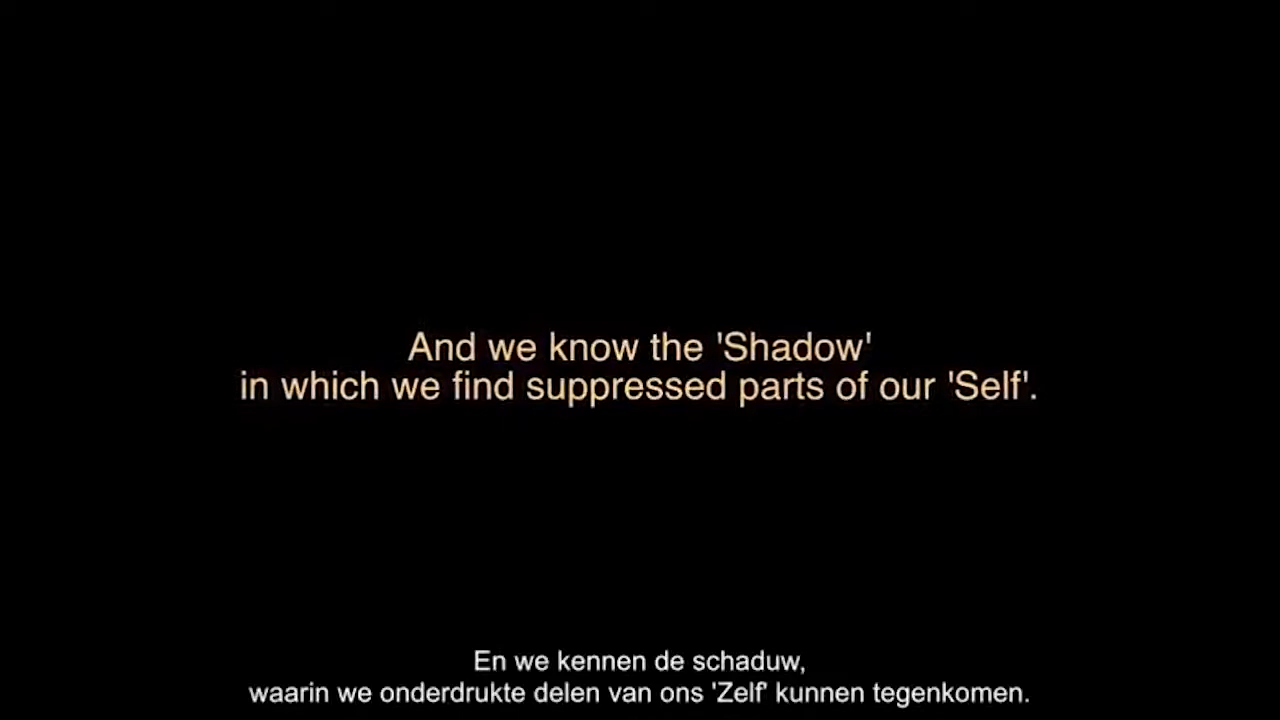 And we know the 'Shadow'
in which we find suppressed parts of our 'Self'.
En we kennen de schaduw,
waarin we onderdrukte delen van ons 'Zelf' kunnen tegenkomen.